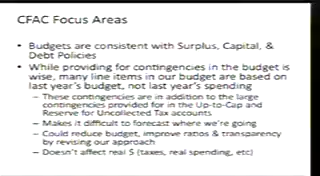 CFAC Focus Areas
• Budgets are consistent with Surplus, Capital, &
Debt Policies
• While providing for contingencies in the budget is
wise, many line items in our budget are based on
last year's budget, not last year's spending
– These contingencies are in addition to the large
contingencies provided for in the Up-to-Cap and
Reserve for Uncollected Tax accounts
– Makes it difficult to forecast where we're going
– Could reduce budget, improve ratios & transparency
by revising our approach
– Doesn't affect real $ (taxes, real spending, etc)